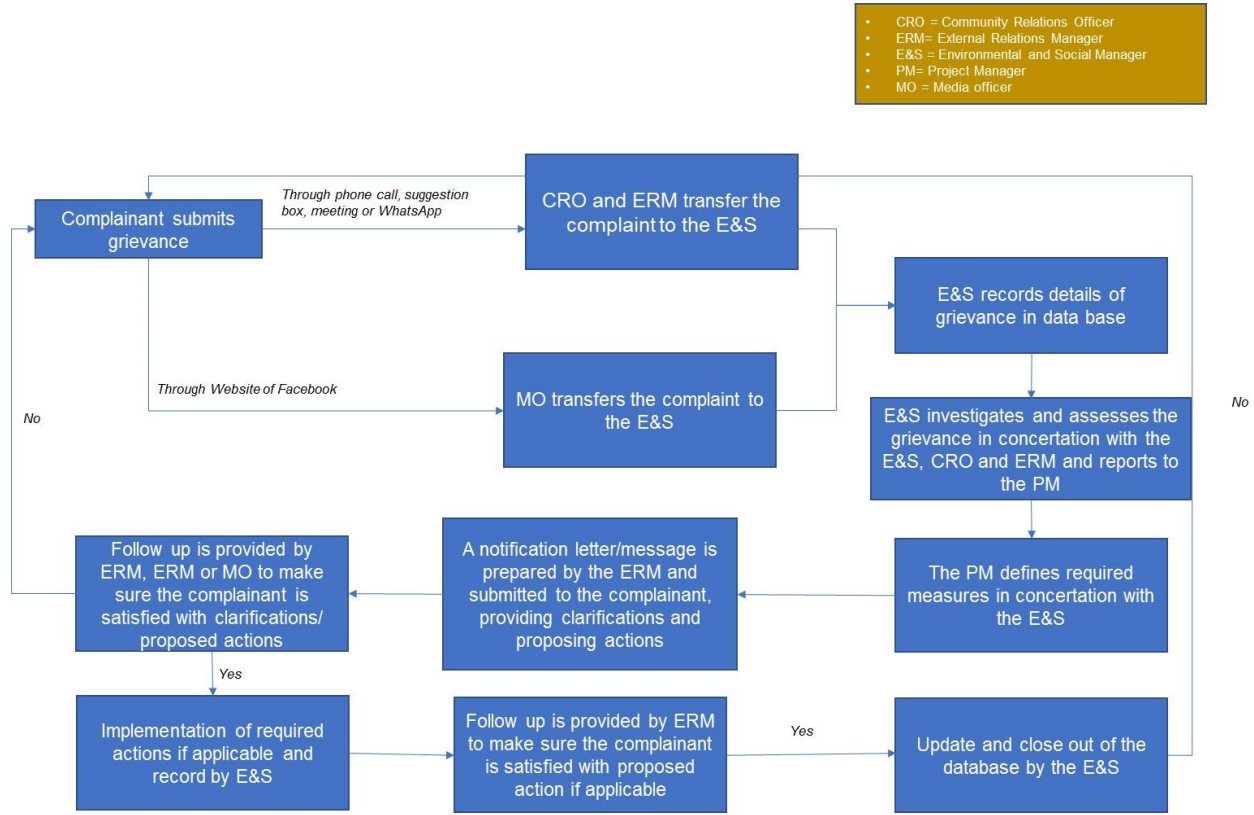 • CRO = Community Relations Officer
• ERM= External Relations Manager
• E&S = Environmental and Social Manager
• PM= Project Manager
• MO = Media officer
Complainant submits
grievance
Through phone call, suggestion
box, meeting or WhatsApp
CRO and ERM transfer the
complaint to the E&S
E&S records details of
grievance in data base
Through Website of Facebook
MO transfers the complaint to
the E&S
No
No
E&S investigates and assesses the
grievance in concertation with the
E&S, CRO and ERM and reports to
the PM
Follow up is provided by
ERM, ERM or MO to make
sure the complainant is
satisfied with clarifications/
proposed actions
A notification letter/message is
prepared by the ERM and
submitted to the complainant,
providing clarifications and
proposing actions
The PM defines required
measures in concertation with
the E&S
Yes
Implementation of required
actions if applicable and
record by E&S
Follow up is provided by ERM
to make sure the complainant
is satisfied with proposed
action if applicable
Yes
Update and close out of the
database by the E&S